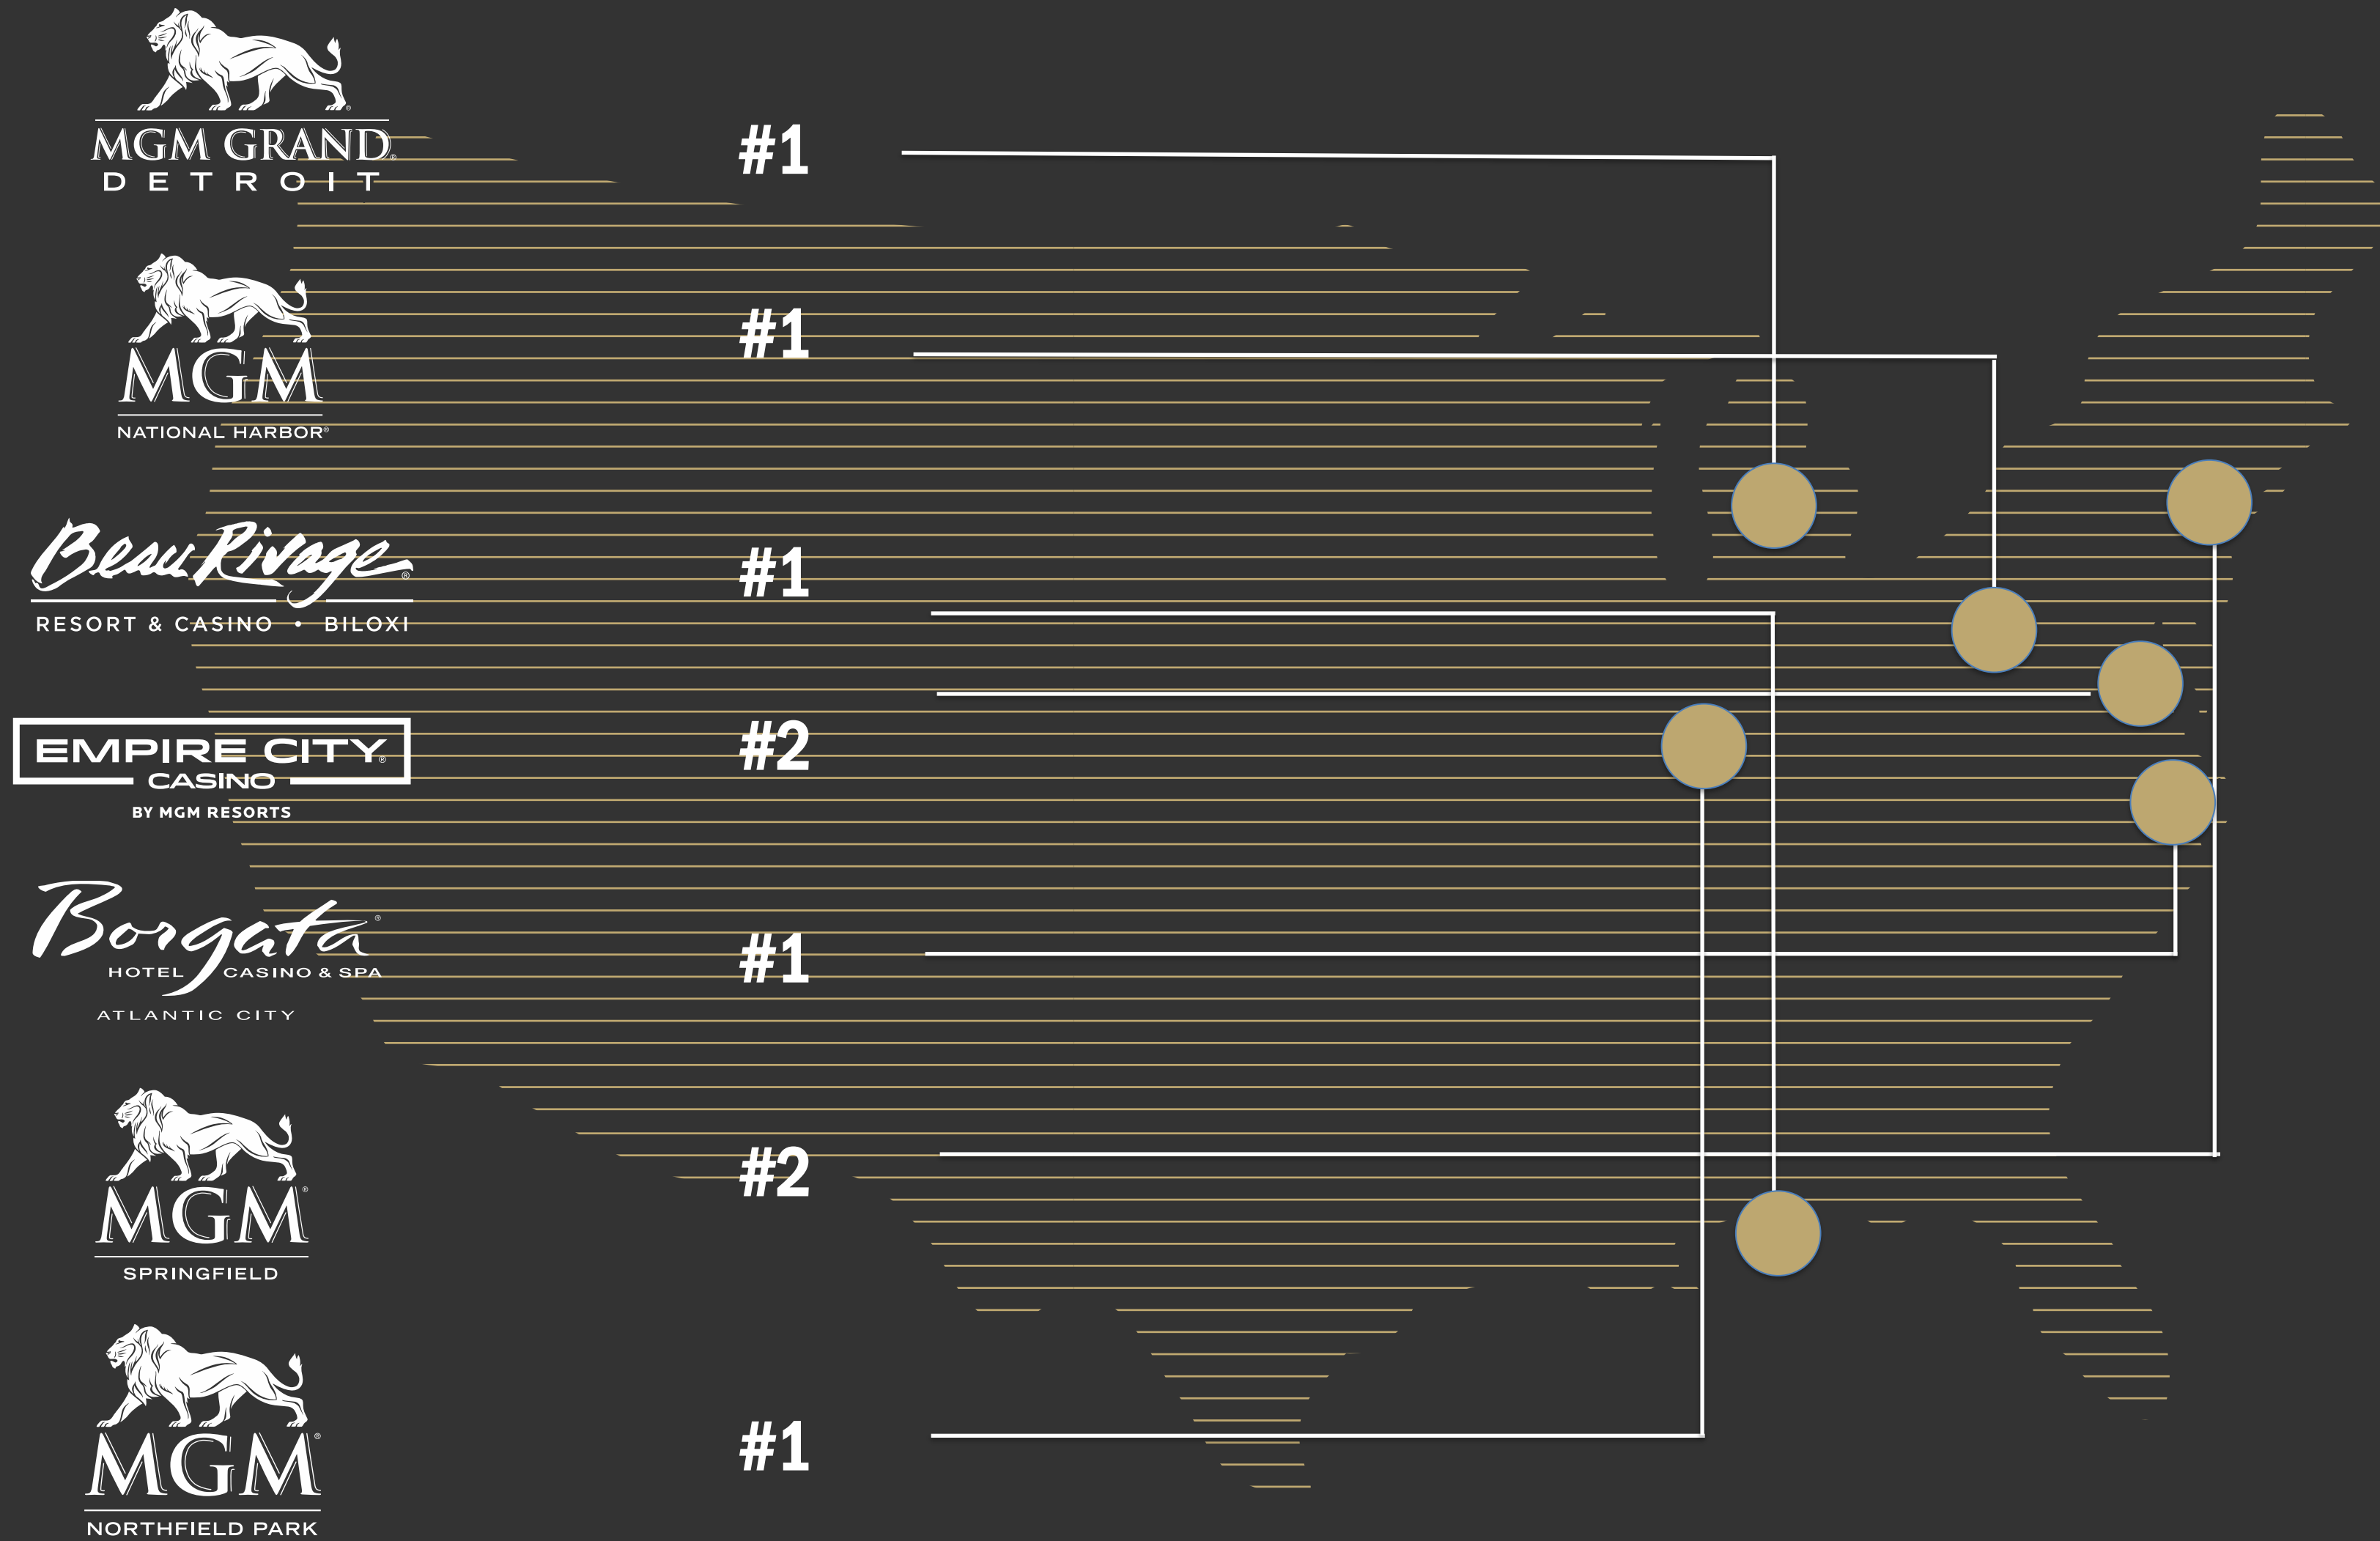 MGM GRAND®
DETROIT
#1
MGM
NATIONAL HARBOR®
#1
Beau Rivage®
RESORT & CASINO • BILOXI
#1
EMPIRE CITY®
CASINO
BY MGM RESORTS
#2
Borgata®
HOTEL CASINO & SPA
ATLANTIC CITY
#1
MGM®
SPRINGFIELD
#2
MGM®
NORTHFIELD PARK
#1